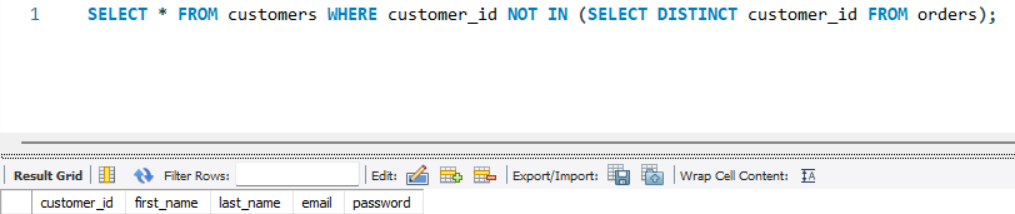 1 SELECT * FROM customers WHERE customer_id NOT IN (SELECT DISTINCT customer_id FROM orders);
Result Grid Filter Rows: Edit: Export/Import: Wrap Cell Content: IA
customer_id first_name last_name email password